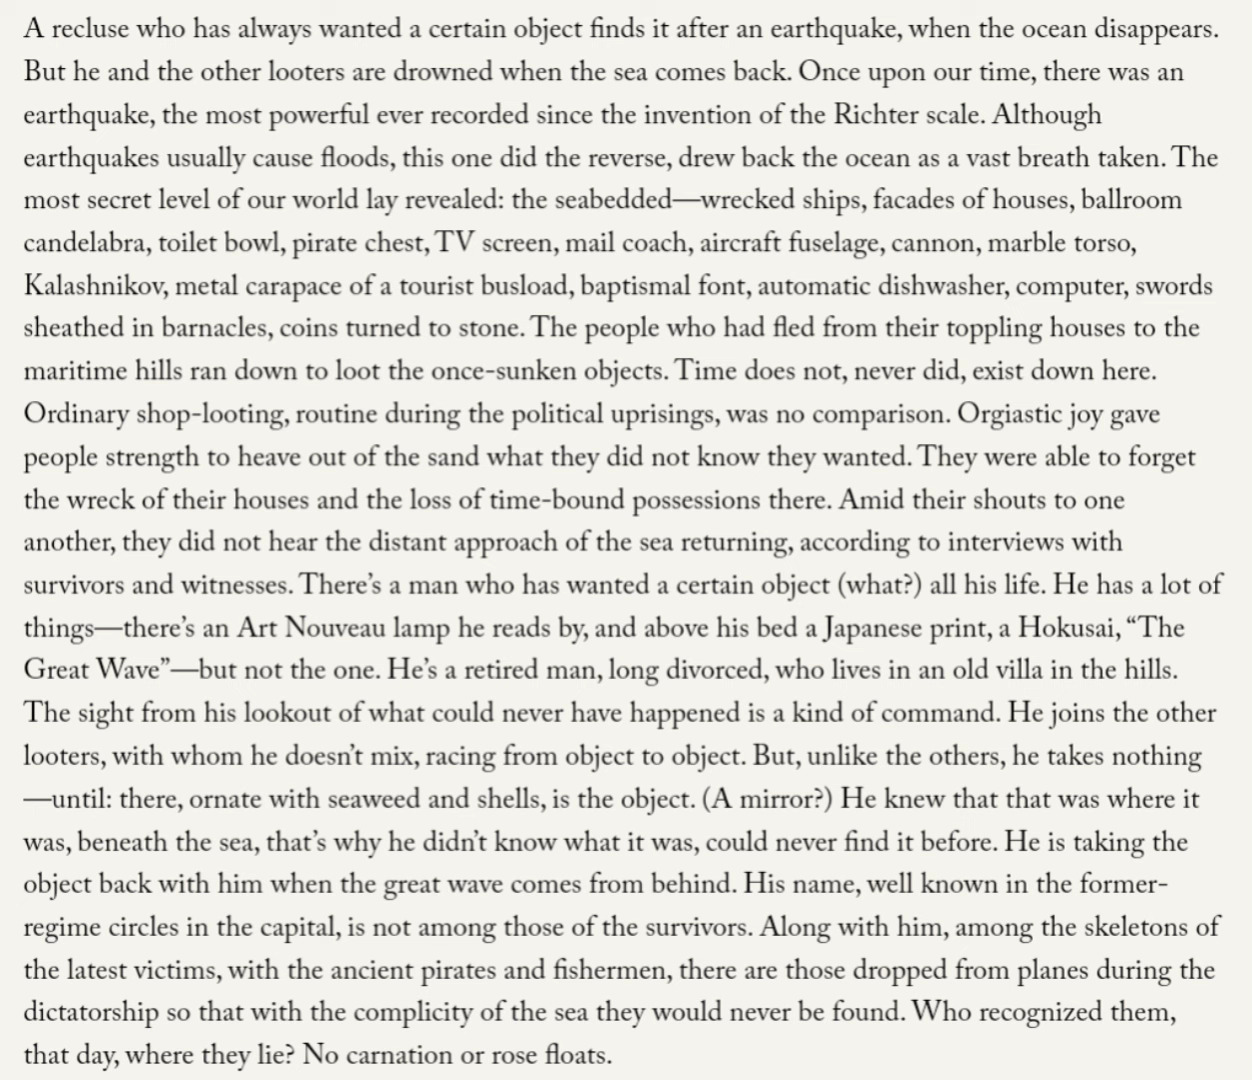 A recluse who has always wanted a certain object finds it after an earthquake, when the ocean disappears.
But he and the other looters are drowned when the sea comes back. Once upon our time, there was an
earthquake, the most powerful ever recorded since the invention of the Richter scale. Although
earthquakes usually cause floods, this one did the reverse, drew back the ocean as a vast breath taken. The
most secret level of our world lay revealed: the seabedded—wrecked ships, facades of houses, ballroom
candelabra, toilet bowl, pirate chest, TV screen, mail coach, aircraft fuselage, cannon, marble torso,
Kalashnikov, metal carapace of a tourist busload, baptismal font, automatic dishwasher, computer, swords
sheathed in barnacles, coins turned to stone. The people who had fled from their toppling houses to the
maritime hills ran down to loot the once-sunken objects. Time does not, never did, exist down here.
Ordinary shop-looting, routine during the political uprisings, was no comparison. Orgiastic joy gave
people strength to heave out of the sand what they did not know they wanted. They were able to forget
the wreck of their houses and the loss of time-bound possessions there. Amid their shouts to one
another, they did not hear the distant approach of the sea returning, according to interviews with
survivors and witnesses. There’s a man who has wanted a certain object (what?) all his life. He has a lot of
things—there’s an Art Nouveau lamp he reads by, and above his bed a Japanese print, a Hokusai, “The
Great Wave”—but not the one. He’s a retired man, long divorced, who lives in an old villa in the hills.
The sight from his lookout of what could never have happened is a kind of command. He joins the other
looters, with whom he doesn’t mix, racing from object to object. But, unlike the others, he takes nothing
—until: there, ornate with seaweed and shells, is the object. (A mirror?) He knew that that was where it
was, beneath the sea, that’s why he didn’t know what it was, could never find it before. He is taking the
object back with him when the great wave comes from behind. His name, well known in the former-
regime circles in the capital, is not among those of the survivors. Along with him, among the skeletons of
the latest victims, with the ancient pirates and fishermen, there are those dropped from planes during the
dictatorship so that with the complicity of the sea they would never be found. Who recognized them,
that day, where they lie? No carnation or rose floats.